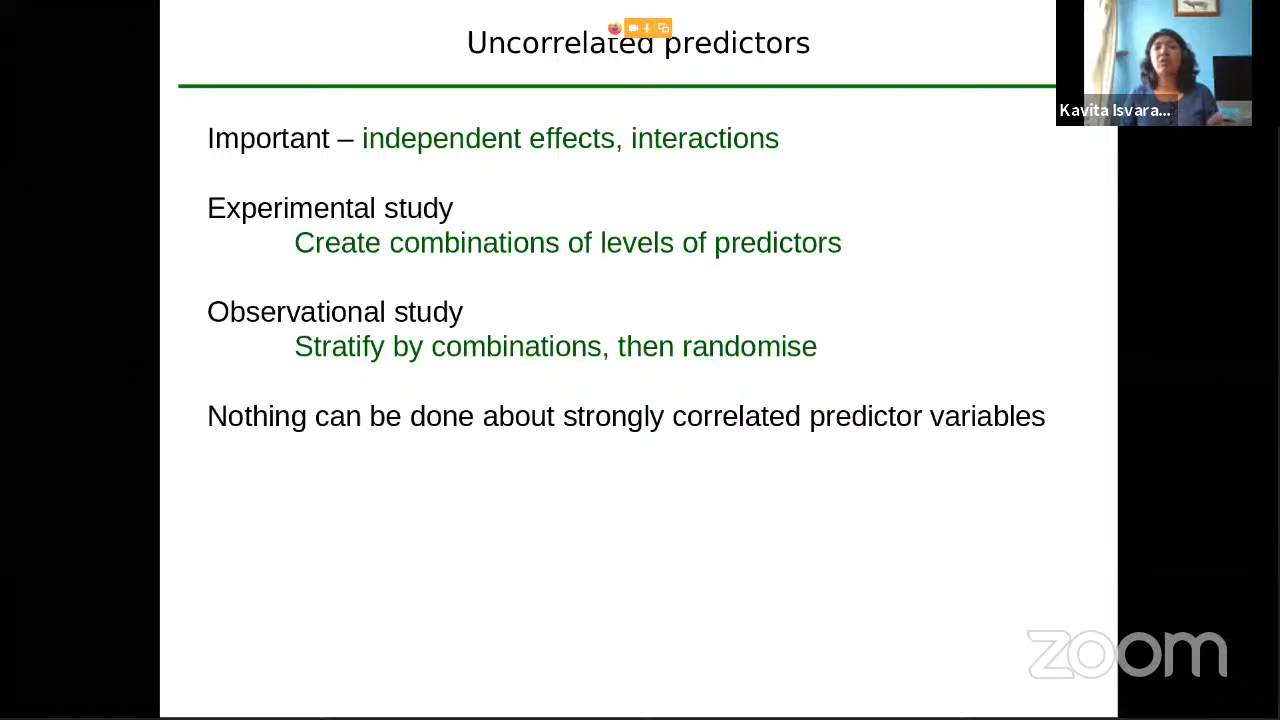 Uncorrelated predictors
Kavita Isvara...
Important – independent effects, interactions
Experimental study
Create combinations of levels of predictors
Observational study
Stratify by combinations, then randomise
Nothing can be done about strongly correlated predictor variables
zoom